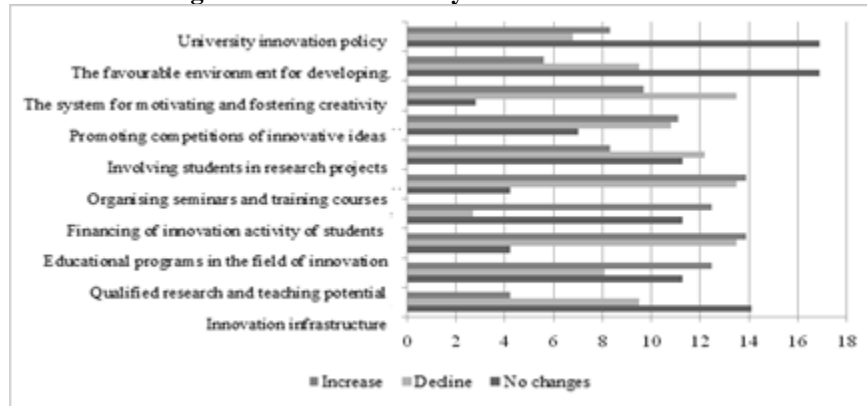 University innovation policy
The favourable environment for developing.
The system for motivating and fostering creativity
Promoting competitions of innovative ideas
Involving students in research projects
Organising seminars and training courses
Financing of innovation activity of students
Educational programs in the field of innovation
Qualified research and teaching potential
Innovation infrastructure
0 2 4 6 8 10 12 14 16 18
Increase Decline No changes